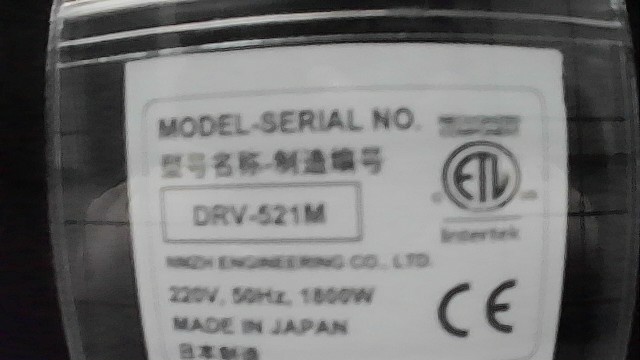 MODEL-SERIAL NO.
型号名称-制造编号
DRV-521M
ENGINEERING CO., LTD.
220V, 50Hz, 1800W
MADE IN JAPAN
日本制造
ETL
Intertek
CE